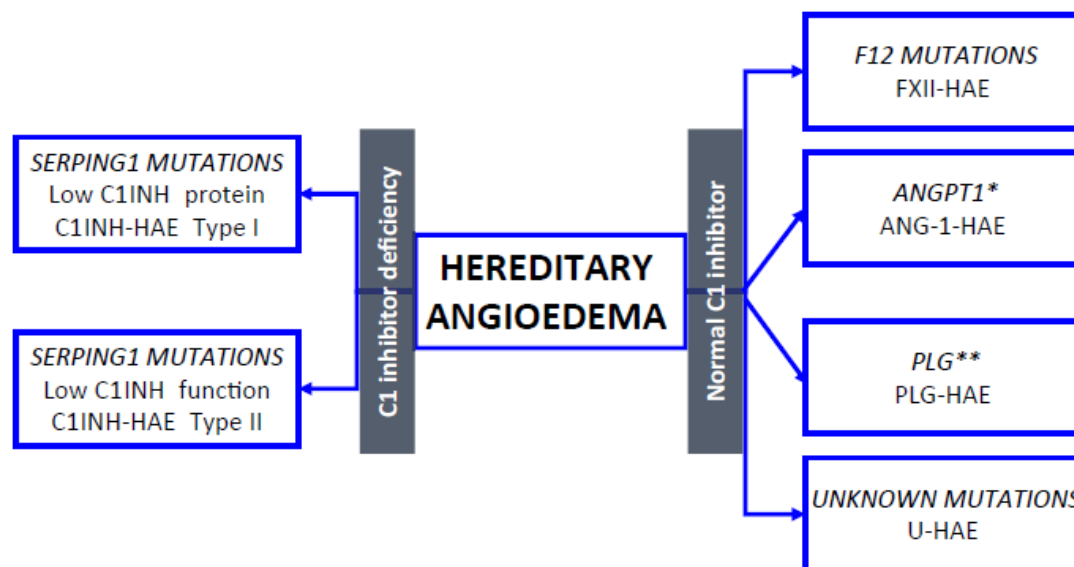 SERPING1 MUTATIONS
Low C1INH protein
C1INH-HAE Type I
SERPING1 MUTATIONS
Low C1INH function
C1INH-HAE Type II
C1 inhibitor deficiency
HEREDITARY
ANGIOEDEMA
Normal C1 inhibitor
F12 MUTATIONS
FXII-HAE
ANGPT1*
ANG-1-HAE
PLG**
PLG-HAE
UNKNOWN MUTATIONS
U-HAE